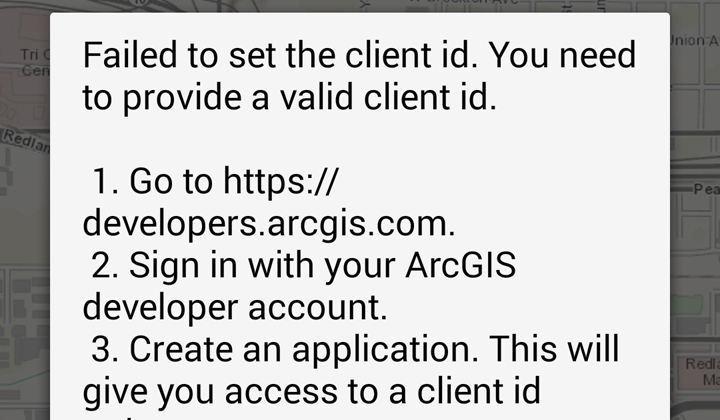 Failed to set the client id. You need
to provide a valid client id.
1. Go to https://
developers.arcgis.com.
2. Sign in with your ArcGIS
developer account.
3. Create an application. This will
give you access to a client id
Tri C
Cen
Redlan
Union A
Pea
Redla
Ma